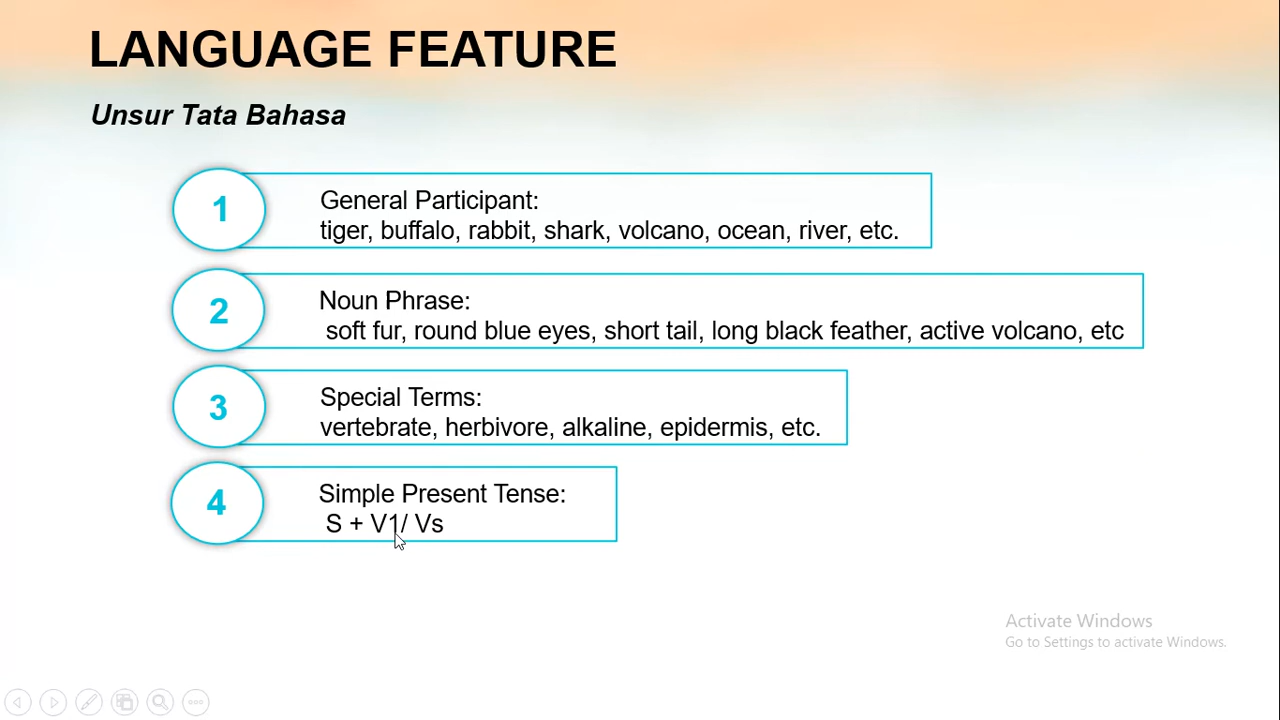 LANGUAGE FEATURE
Unsur Tata Bahasa
1
General Participant:
tiger, buffalo, rabbit, shark, volcano, ocean, river, etc.
2
Noun Phrase:
soft fur, round blue eyes, short tail, long black feather, active volcano, etc
3
Special Terms:
vertebrate, herbivore, alkaline, epidermis, etc.
4
Simple Present Tense:
S + V1/ Vs
Activate Windows
Go to Settings to activate Windows.